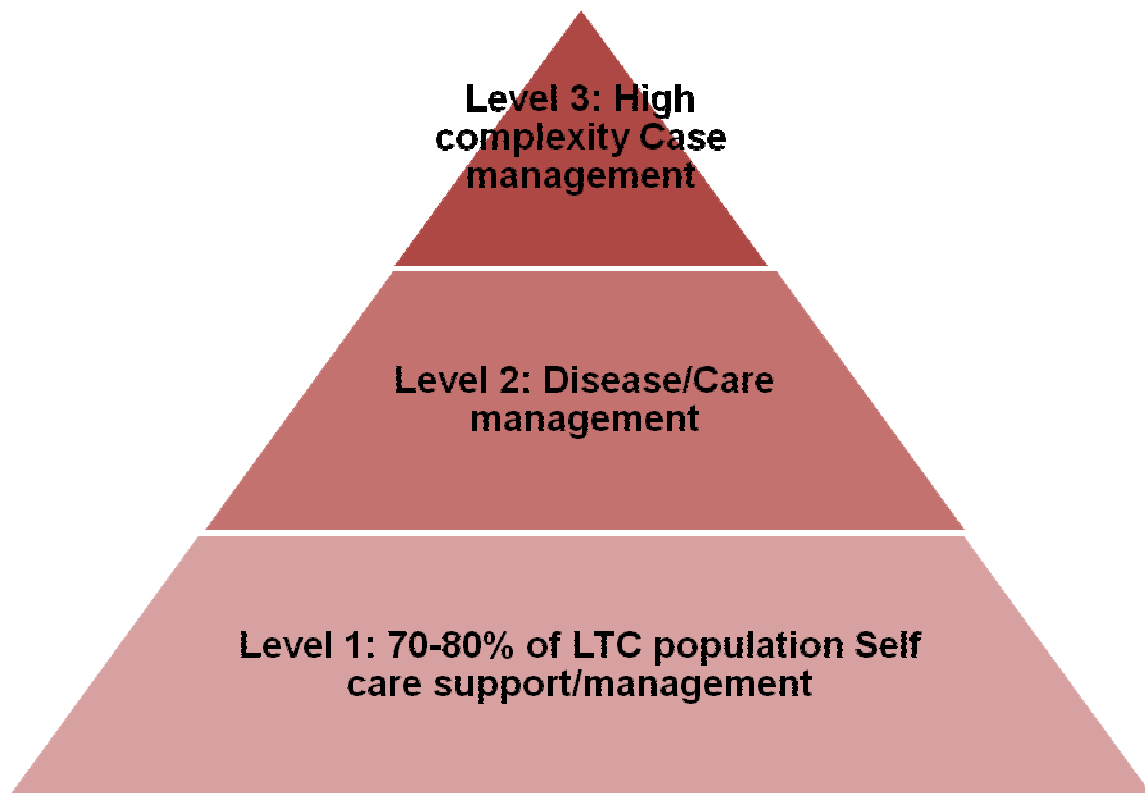 Level 3: High
complexity Case
management
Level 2: Disease/Care
management
Level 1: 70-80% of LTC population Self
care support/management